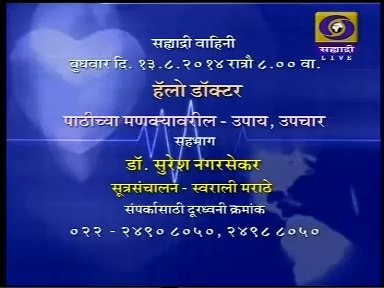 सह्याद्री वाहिनी
सह्याद्री
LIVE
बुधवार दि. १३.८.२०१४ रात्रौ ८.०० वा.
हॅलो डॉक्टर
पाठीच्या मणक्यावरील - उपाय, उपचार
सहभाग
डॉ. सुरेश नगरसेकर
सूत्रसंचालन - स्वराली मराठे
संपर्कासाठी दूरध्वनी क्रमांक
०२२ - २४९० ८०५०, २४९८ ८०५०